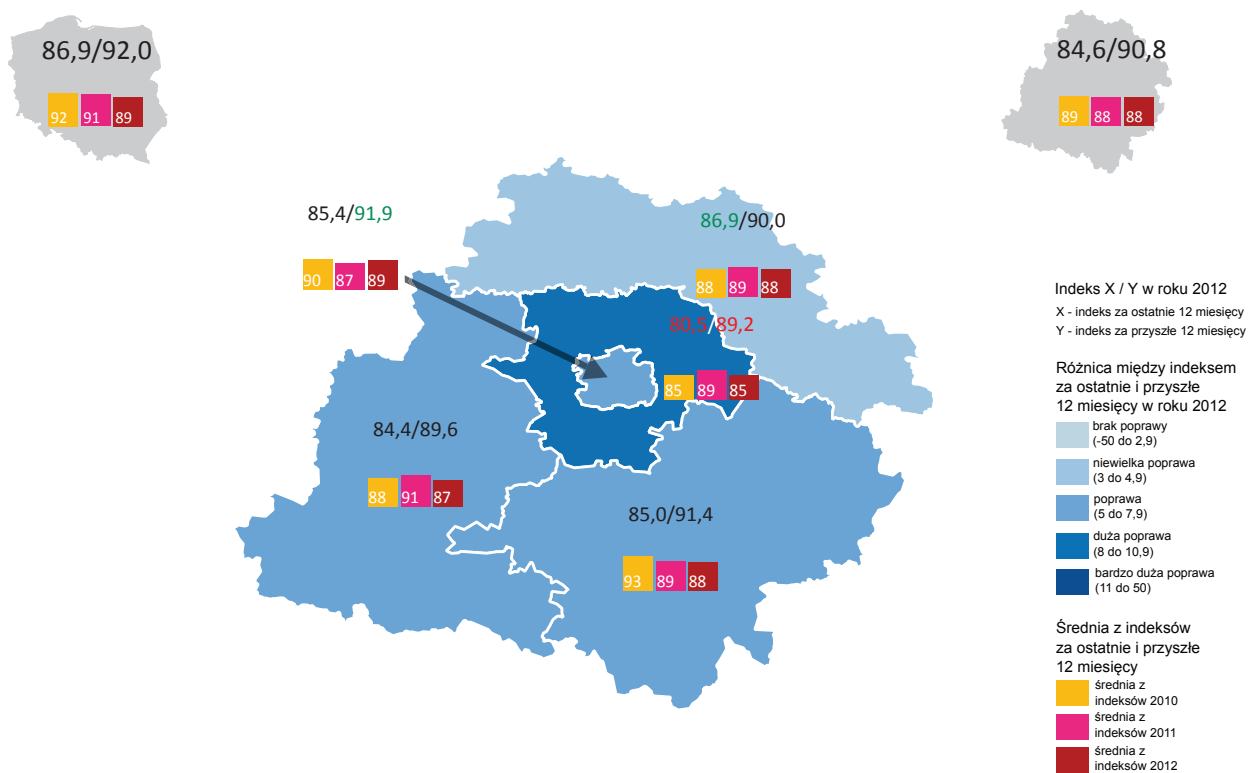 86,9/92,0
92 91 89
84,6/90,8
89 88 88
85,4/91,9
90 87 89
86,9/90,0
88 89 88
80,5/89,2
85 89 85
84,4/89,6
88 91 87
85,0/91,4
93 89 88
Indeks X / Y w roku 2012
X - indeks za ostatnie 12 miesięcy
Y - indeks za przyszłe 12 miesięcy
Różnica między indeksem
za ostatnie i przyszłe
12 miesięcy w roku 2012
brak poprawy
(-50 do 2,9)
niewielka poprawa
(3 do 4,9)
poprawa
(5 do 7,9)
duża poprawa
(8 do 10,9)
bardzo duża poprawa
(11 do 50)
Średnia z indeksów
za ostatnie i przyszłe
12 miesięcy
średnia z
indeksów 2010
średnia z
indeksów 2011
średnia z
indeksów 2012